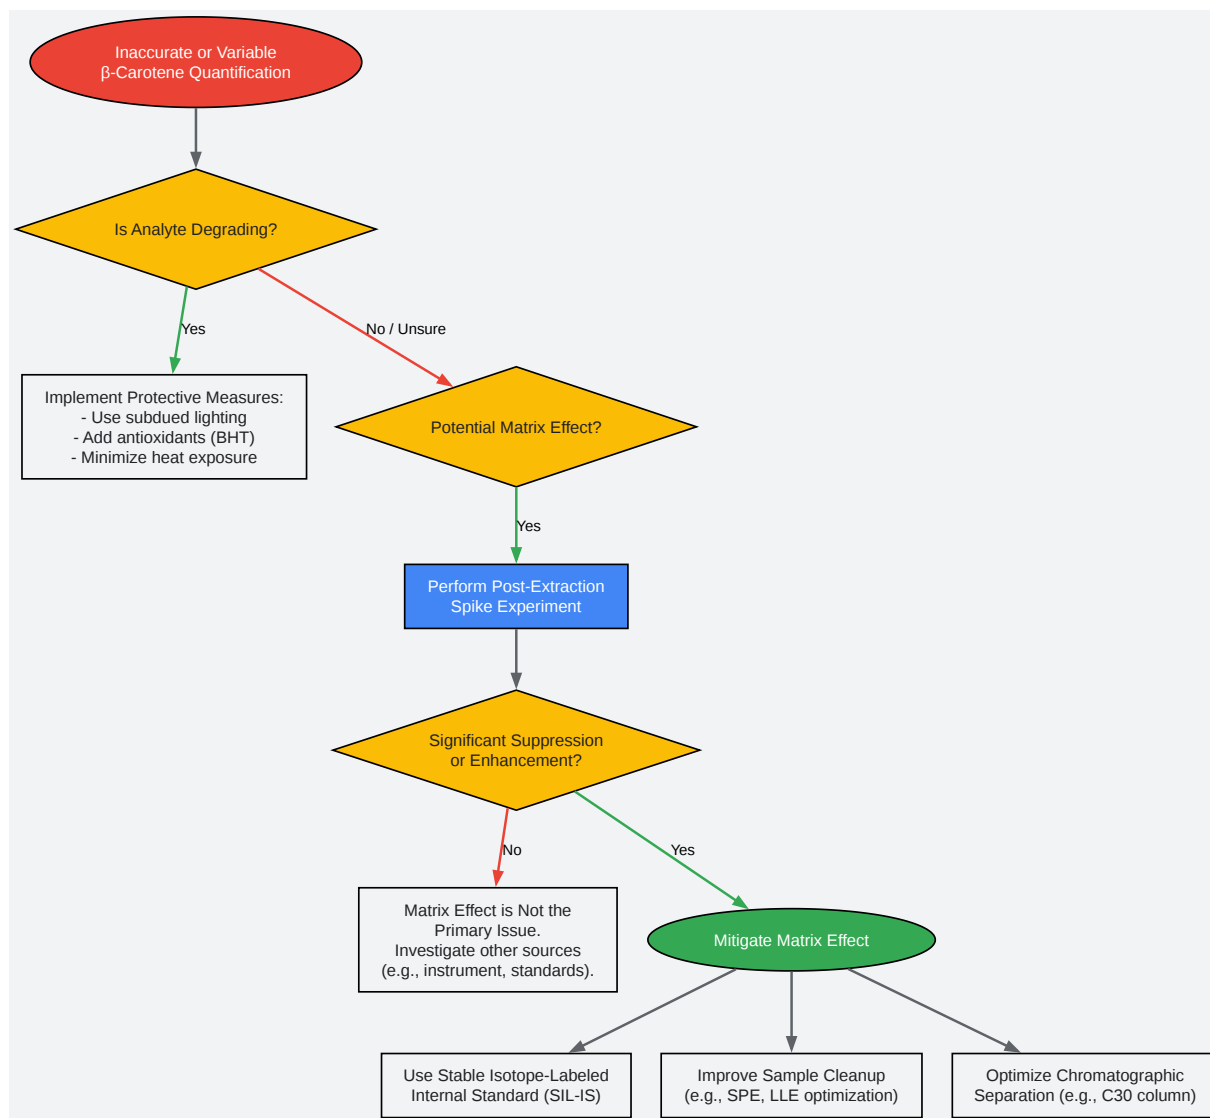 Inaccurate or Variable
β-Carotene Quantification
Is Analyte Degrading?
Yes
No / Unsure
Implement Protective Measures:
- Use subdued lighting
- Add antioxidants (BHT)
- Minimize heat exposure
Potential Matrix Effect?
Yes
Perform Post-Extraction
Spike Experiment
Significant Suppression
or Enhancement?
No
Yes
Matrix Effect is Not the
Primary Issue.
Investigate other sources
(e.g., instrument, standards).
Mitigate Matrix Effect
Use Stable Isotope-Labeled
Internal Standard (SIL-IS)
Improve Sample Cleanup
(e.g., SPE, LLE optimization)
Optimize Chromatographic
Separation (e.g., C30 column)